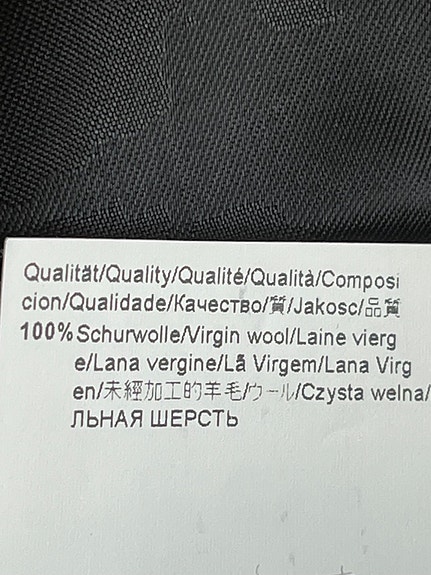 Qualität/Quality/Qualité/Qualità/Composi
cion/Qualidade/Качество/質/Jakosc/品質
100% Schurwolle/Virgin wool/Laine vierg
e/Lana vergine/Lã Virgem/Lana Virg
en/未經加工的羊毛/ウール/Czysta welna/
ЛЬНАЯ ШЕРСТЬ